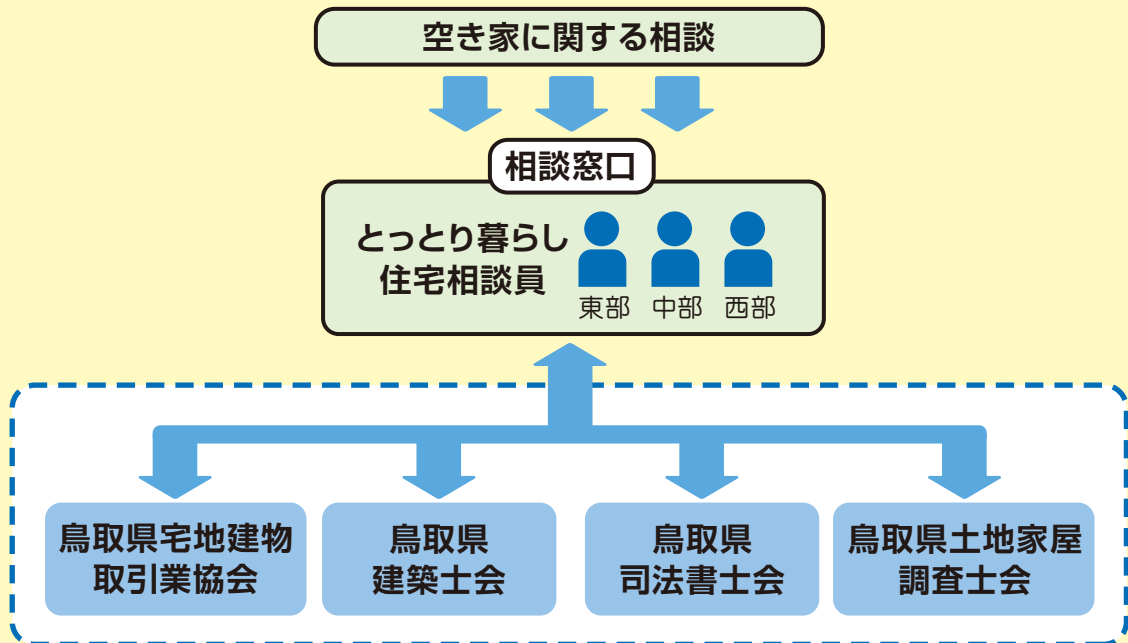 空き家に関する相談
相談窓口
とっとり暮らし
住宅相談員
東部 中部 西部
鳥取県宅地建物
取引業協会
鳥取県
建築士会
鳥取県
司法書士会
鳥取県土地家屋
調査士会